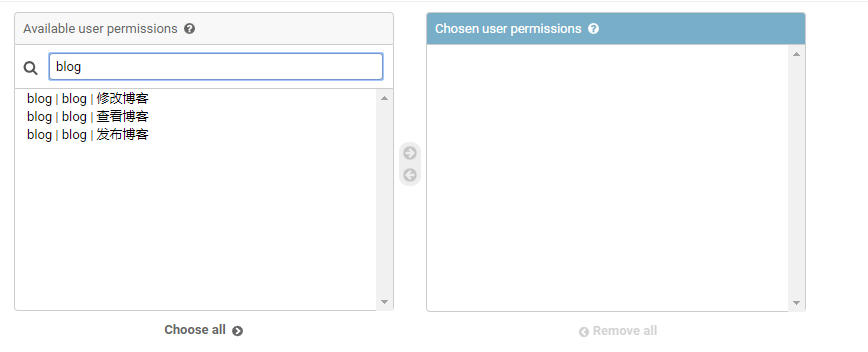 Available user permissions
blog
blog | blog | 修改博客
blog | blog | 查看博客
blog | blog | 发布博客
Choose all
Chosen user permissions
Remove all